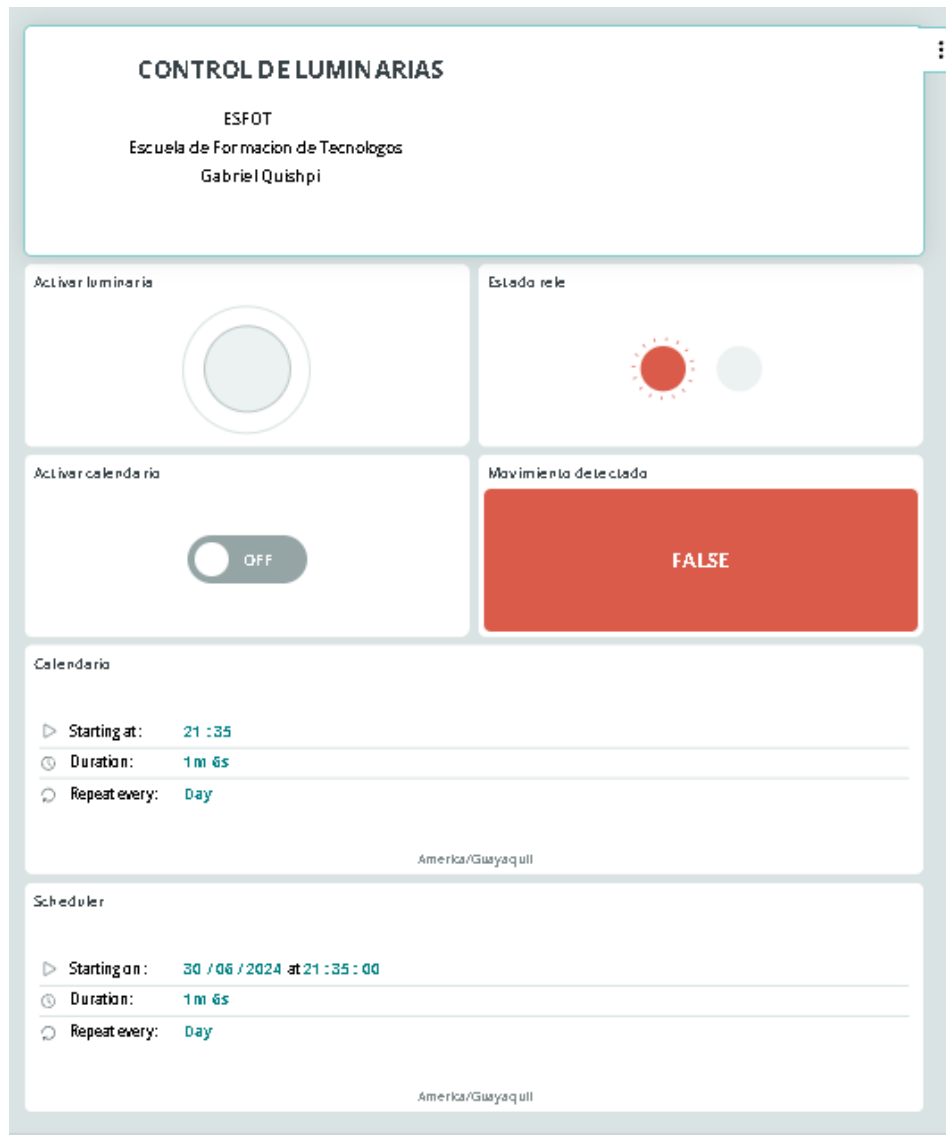 CONTROL DE LUMINARIAS
ESFOT
Escuela de Formacion de Tecnologos
Gabriel Quishpi
Activar luminaria
Estado rele
Activar calendario
OFF
Movimiento detectado
FALSE
Calendario
Starting at: 21 : 35
Duration: 1m 6s
Repeat every: Day
America/Guayaquil
Scheduler
Starting on: 30 / 06 / 2024 at 21 : 35 : 00
Duration: 1m 6s
Repeat every: Day
America/Guayaquil